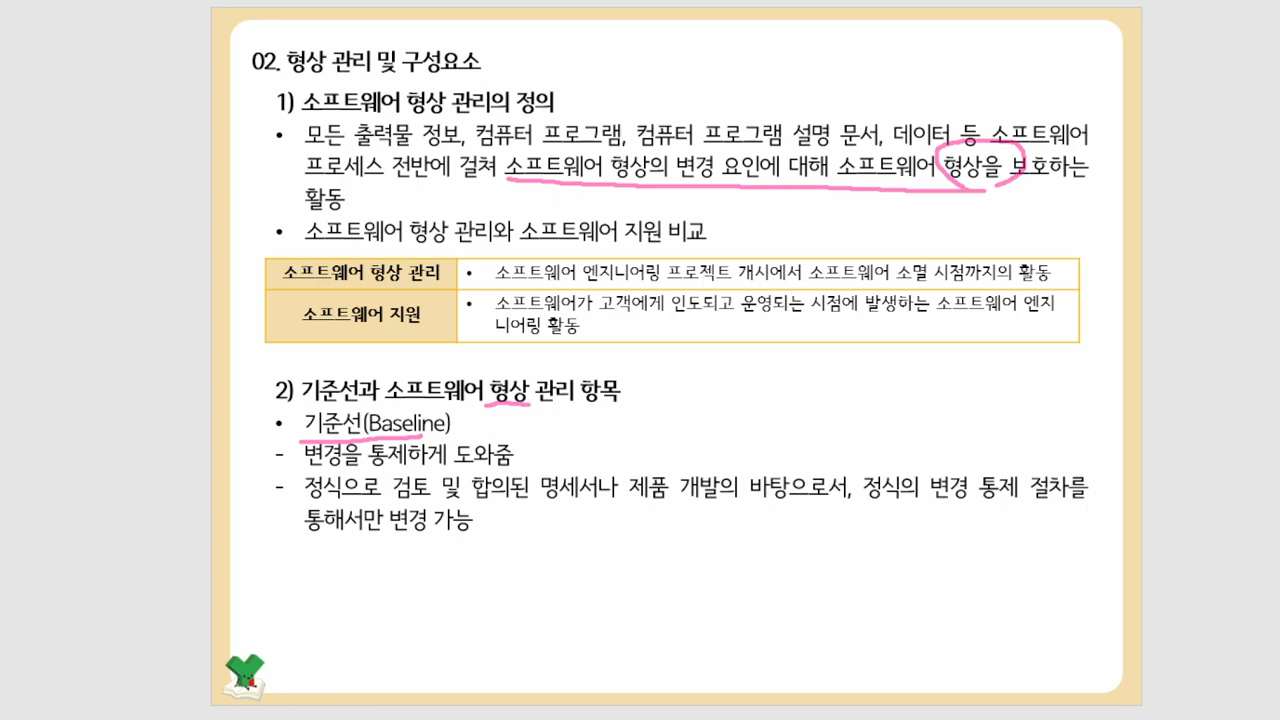 02. 형상 관리 및 구성요소
1) 소프트웨어 형상 관리의 정의
• 모든 출력물 정보, 컴퓨터 프로그램, 컴퓨터 프로그램 설명 문서, 데이터 등 소프트웨어
프로세스 전반에 걸쳐 소프트웨어 형상의 변경 요인에 대해 소프트웨어 형상을 보호하는
활동
• 소프트웨어 형상 관리와 소프트웨어 지원 비교
소프트웨어 형상 관리 • 소프트웨어 엔지니어링 프로젝트 개시에서 소프트웨어 소멸 시점까지의 활동
소프트웨어 지원 • 소프트웨어가 고객에게 인도되고 운영되는 시점에 발생하는 소프트웨어 엔지
니어링 활동
2) 기준선과 소프트웨어 형상 관리 항목
• 기준선(Baseline)
- 변경을 통제하게 도와줌
- 정식으로 검토 및 합의된 명세서나 제품 개발의 바탕으로서, 정식의 변경 통제 절차를
통해서만 변경 가능